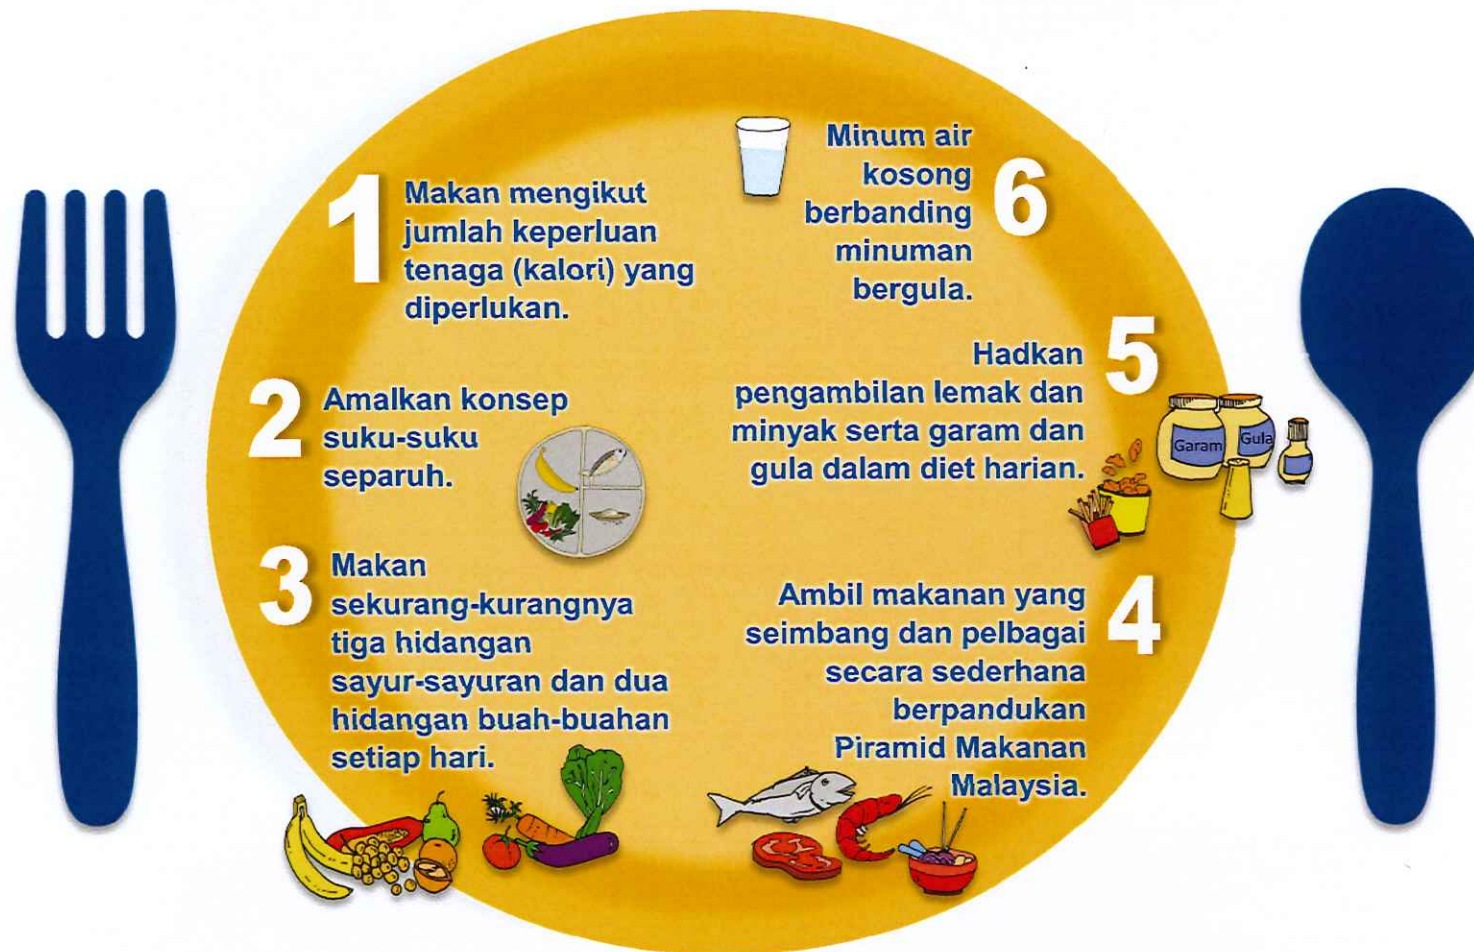 1
Makan mengikut
jumlah keperluan
tenaga (kalori) yang
diperlukan.
2
Amalkan konsep
suku-suku
separuh.
3
Makan
sekurang-kurangnya
tiga hidangan
sayur-sayuran dan dua
hidangan buah-buahan
setiap hari.
4
Ambil makanan yang
seimbang dan pelbagai
secara sederhana
berpandukan
Piramid Makanan
Malaysia.
5
Hadkan
pengambilan lemak dan
minyak serta garam dan
gula dalam diet harian.
Garam
Gula
6
Minum air
kosong
berbanding
minuman
bergula.